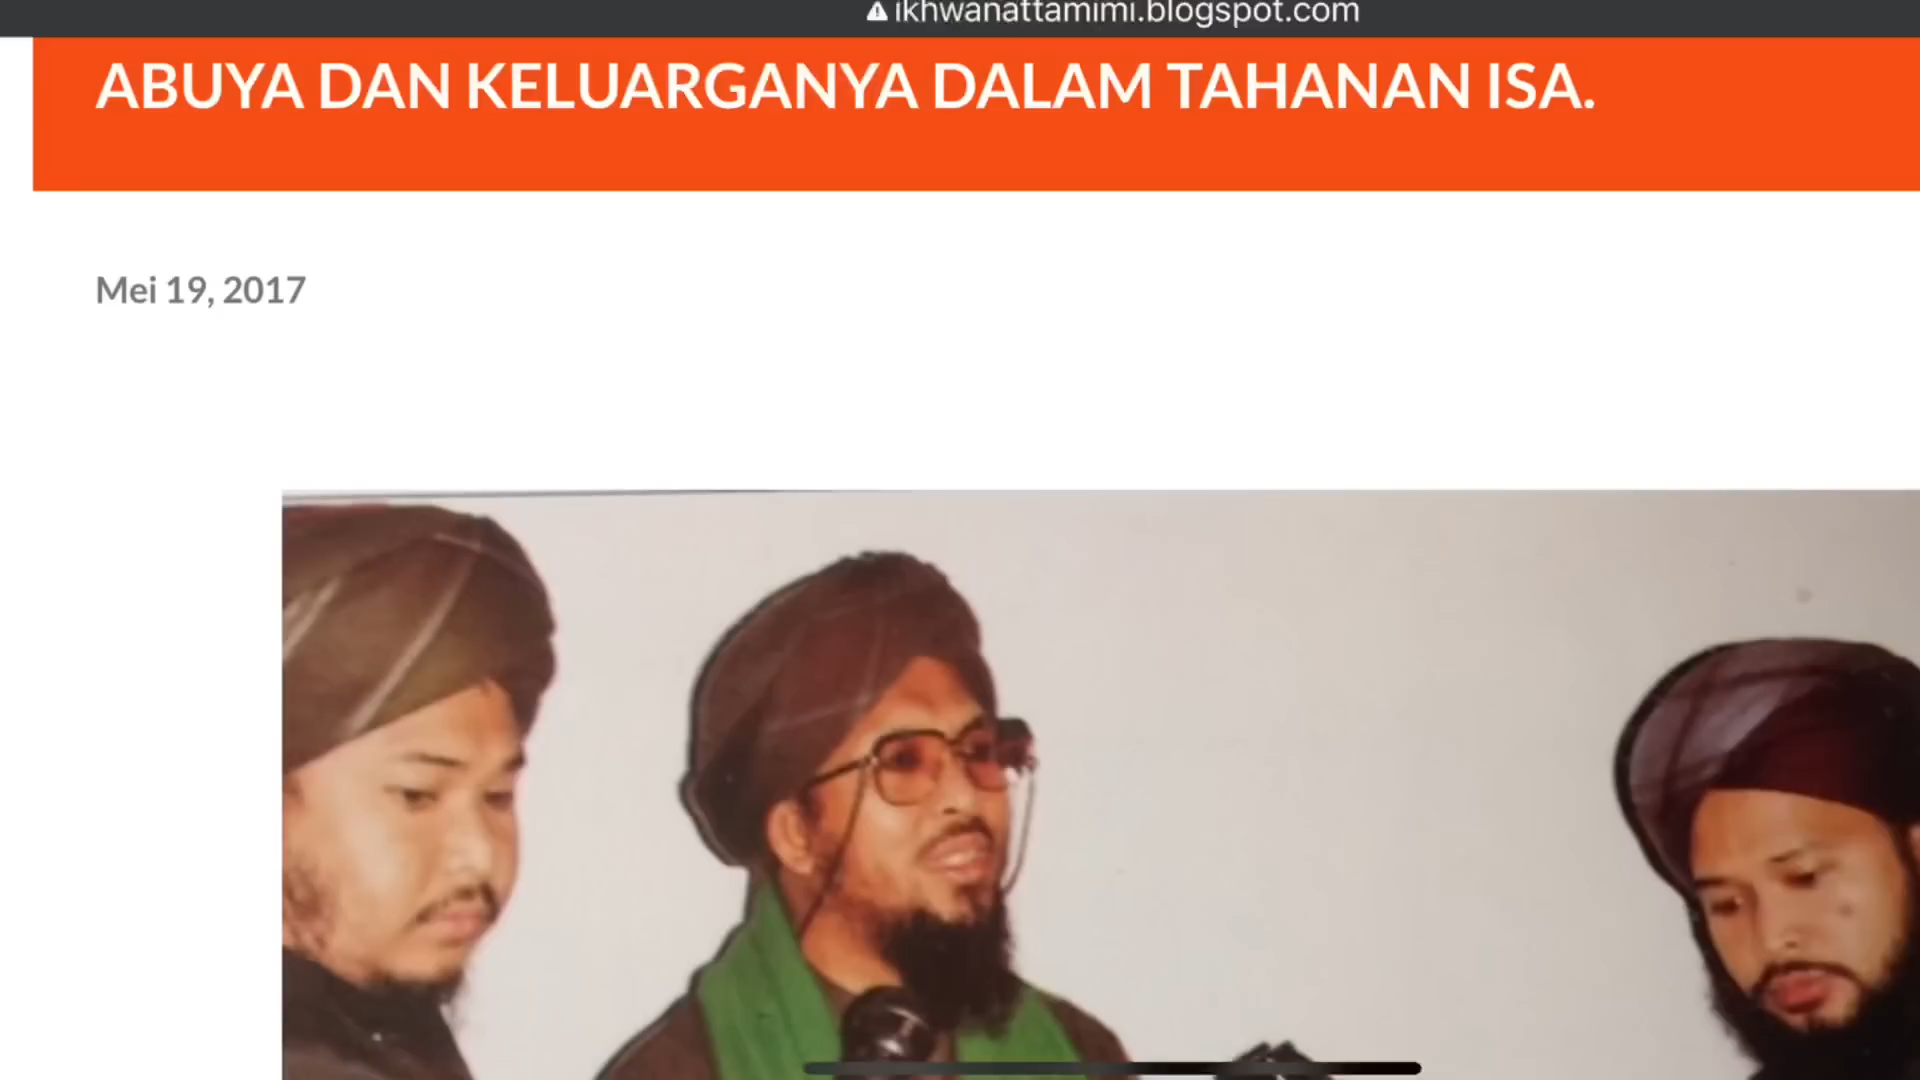 ikhwanattamimi.blogspot.com
ABUYA DAN KELUARGANYA DALAM TAHANAN ISA.
Mei 19, 2017